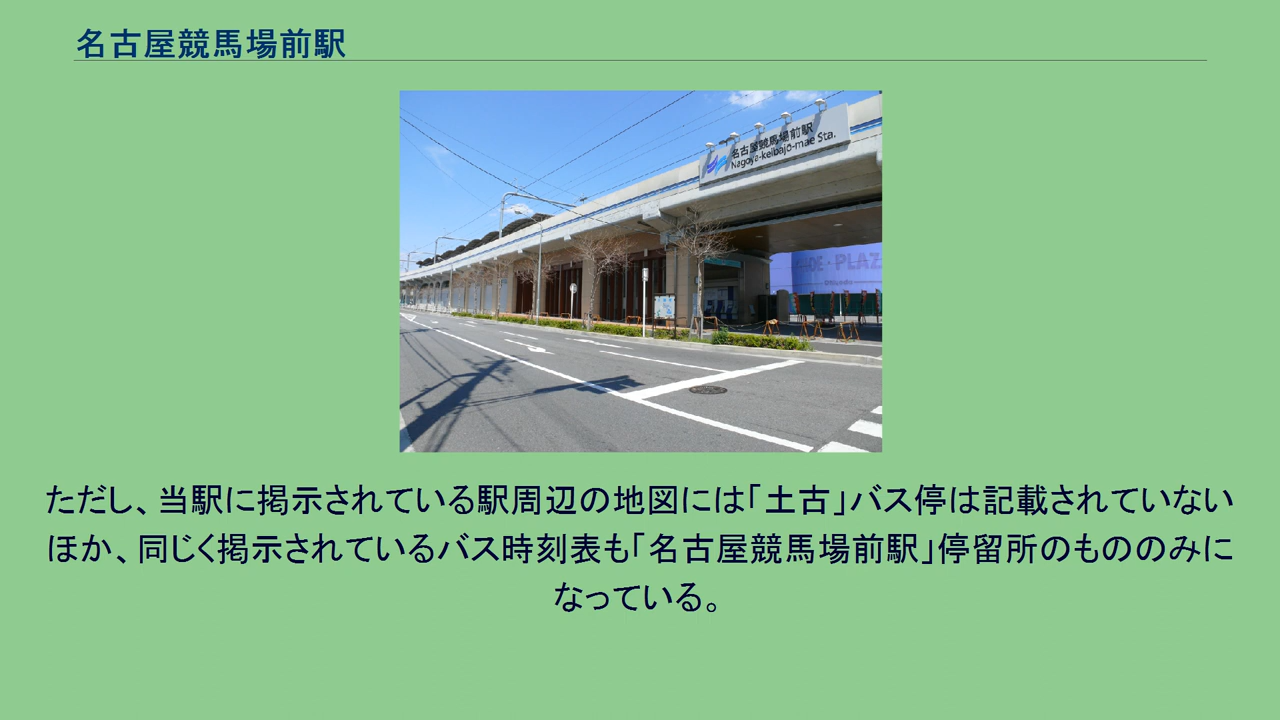 名古屋競馬場前駅
名古屋競馬場前駅
Nagoya-keibajō-mae Sta.
PLAZ
ただし、当駅に掲示されている駅周辺の地図には「土古」バス停は記載されていない
ほか、同じく掲示されているバス時刻表も「名古屋競馬場前駅」停留所のもののみに
なっている。